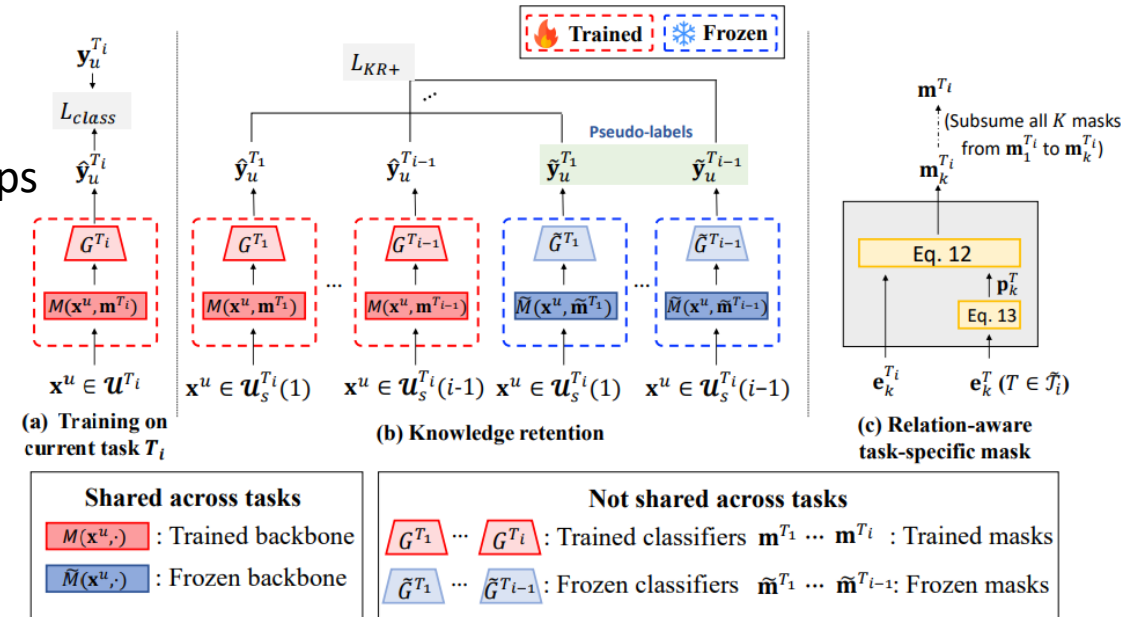 🔥 Trained ❄ Frozen
ps
y_u^{T_i}
L_{class}
ŷ_u^{T_i}
G^{T_i}
M(x^u, m^{T_i})
x^u ∈ 𝒰^{T_i}
(a) Training on
current task T_i
L_{KR+}
...
Pseudo-labels
ŷ_u^{T_1} ŷ_u^{T_{i-1}} ỹ_u^{T_1} ỹ_u^{T_{i-1}}
G^{T_1} G^{T_{i-1}} G̃^{T_1} G̃^{T_{i-1}}
... ...
M(x^u, m^{T_1}) M(x^u, m^{T_{i-1}}) M̃(x^u, m̃^{T_1}) M̃(x^u, m̃^{T_{i-1}})
x^u ∈ 𝒰_s^{T_i}(1) x^u ∈ 𝒰_s^{T_i}(i-1) x^u ∈ 𝒰_s^{T_i}(1) x^u ∈ 𝒰_s^{T_i}(i−1)
(b) Knowledge retention
m^{T_i}
(Subsume all K masks
from m_1^{T_i} to m_k^{T_i})
m_k^{T_i}
Eq. 12
p_k^T
Eq. 13
e_k^{T_i} e_k^T (T ∈ 𝒯̃_i)
(c) Relation-aware
task-specific mask
Shared across tasks
M(x^u,·) : Trained backbone
M̃(x^u,·) : Frozen backbone
Not shared across tasks
G^{T_1} ... G^{T_i} : Trained classifiers m^{T_1} ... m^{T_i} : Trained masks
G̃^{T_1} ... G̃^{T_{i-1}} : Frozen classifiers m̃^{T_1} ... m̃^{T_{i-1}}: Frozen masks